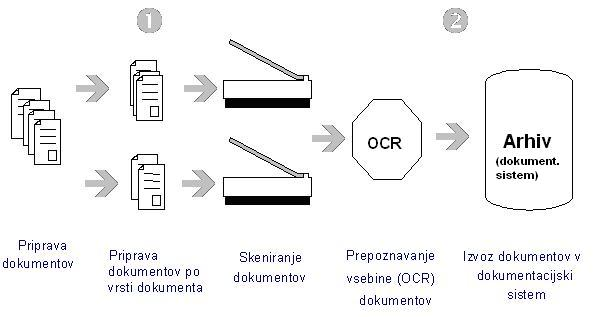 1
2
OCR
Arhiv
(dokument.
sistem)
Priprava
dokumentov
Priprava
dokumentov po
vrsti dokumenta
Skeniranje
dokumentov
Prepoznavanje
vsebine (OCR)
dokumentov
Izvoz dokumentov v
dokumentacijski
sistem